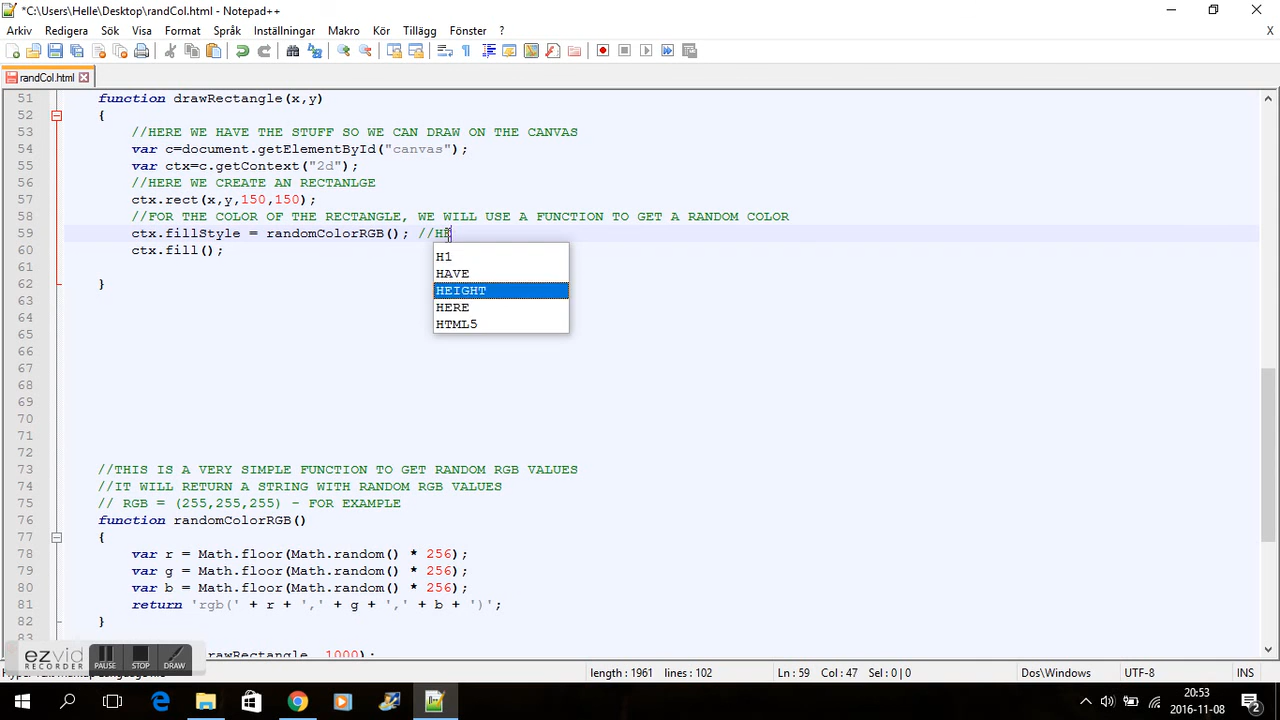 *C:\Users\Helle\Desktop\randCol.html - Notepad++
Arkiv Redigera Sök Visa Format Språk Inställningar Makro Kör Tillägg Fönster ? X
randCol.html
51 function drawRectangle(x,y)
52 {
53 //HERE WE HAVE THE STUFF SO WE CAN DRAW ON THE CANVAS
54 var c=document.getElementById("canvas");
55 var ctx=c.getContext("2d");
56 //HERE WE CREATE AN RECTANLGE
57 ctx.rect(x,y,150,150);
58 //FOR THE COLOR OF THE RECTANGLE, WE WILL USE A FUNCTION TO GET A RANDOM COLOR
59 ctx.fillStyle = randomColorRGB(); //HE
60 ctx.fill();
H1
61
HAVE
62 }
HEIGHT
63
HERE
64
HTML5
65
66
67
68
69
70
71
72
73 //THIS IS A VERY SIMPLE FUNCTION TO GET RANDOM RGB VALUES
74 //IT WILL RETURN A STRING WITH RANDOM RGB VALUES
75 // RGB = (255,255,255) - FOR EXAMPLE
76 function randomColorRGB()
77 {
78 var r = Math.floor(Math.random() * 256);
79 var g = Math.floor(Math.random() * 256);
80 var b = Math.floor(Math.random() * 256);
81 return 'rgb(' + r + ',' + g + ',' + b + ')';
82 }
83
ezvid RECORDER PAUSE STOP DRAW
1000);
length : 1961 lines : 102 Ln : 59 Col : 47 Sel : 0 | 0 Dos\Windows UTF-8 INS
20:53
2016-11-08
2